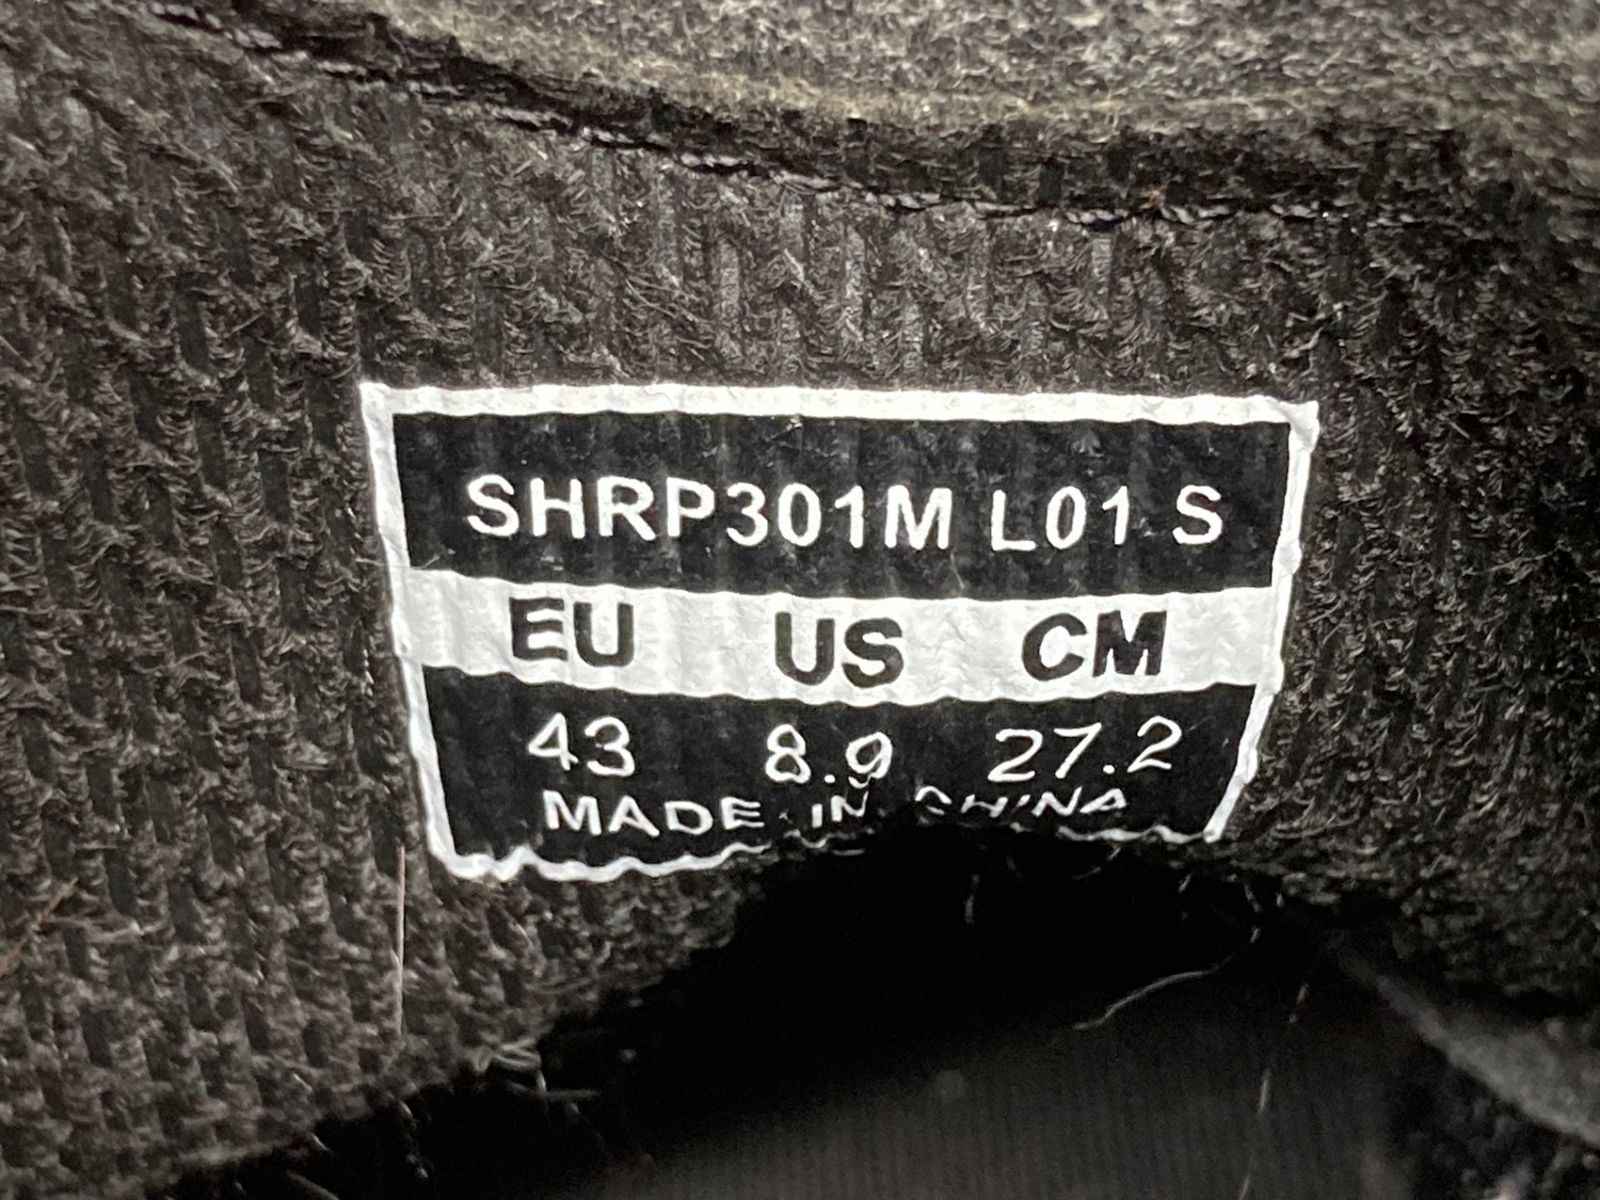 SHRP301M L01 S
EU US CM
43 8.9 27.2
MADE IN CHINA